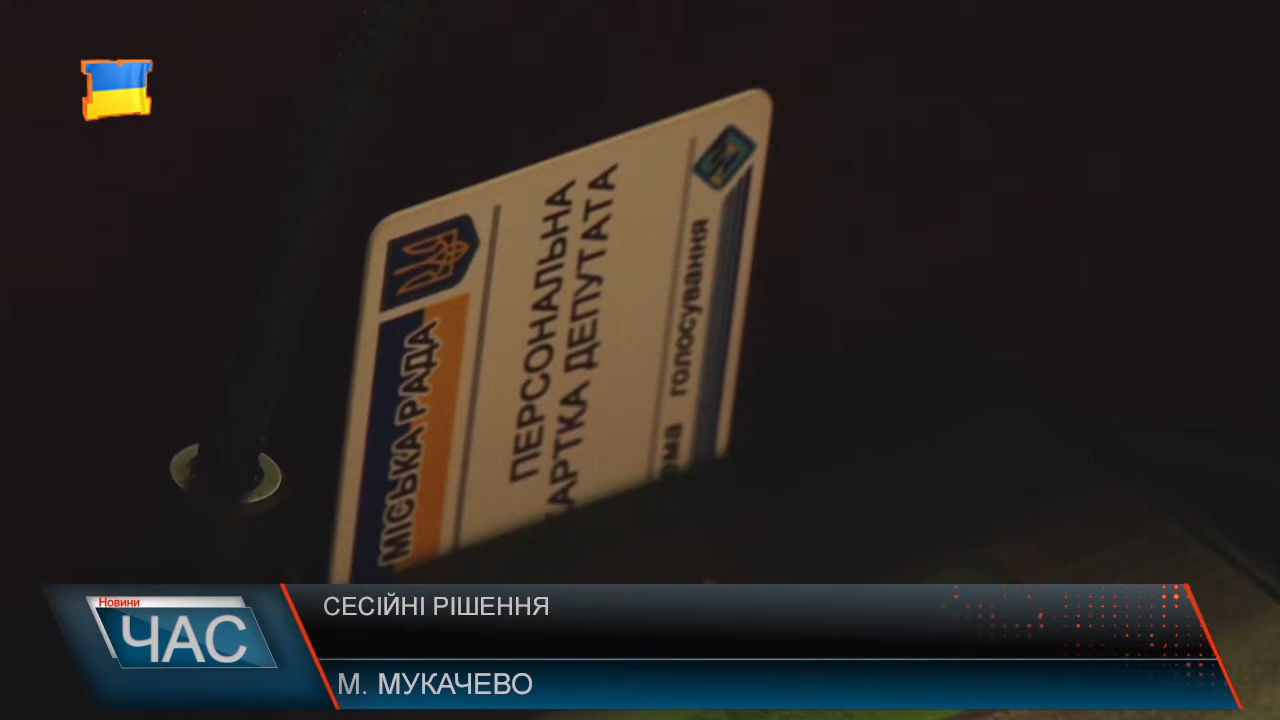 МІСЬКА РАДА
ПЕРСОНАЛЬНА
КАРТКА ДЕПУТАТА
голосування
Новини
ЧАС
СЕСІЙНІ РІШЕННЯ
М. МУКАЧЕВО